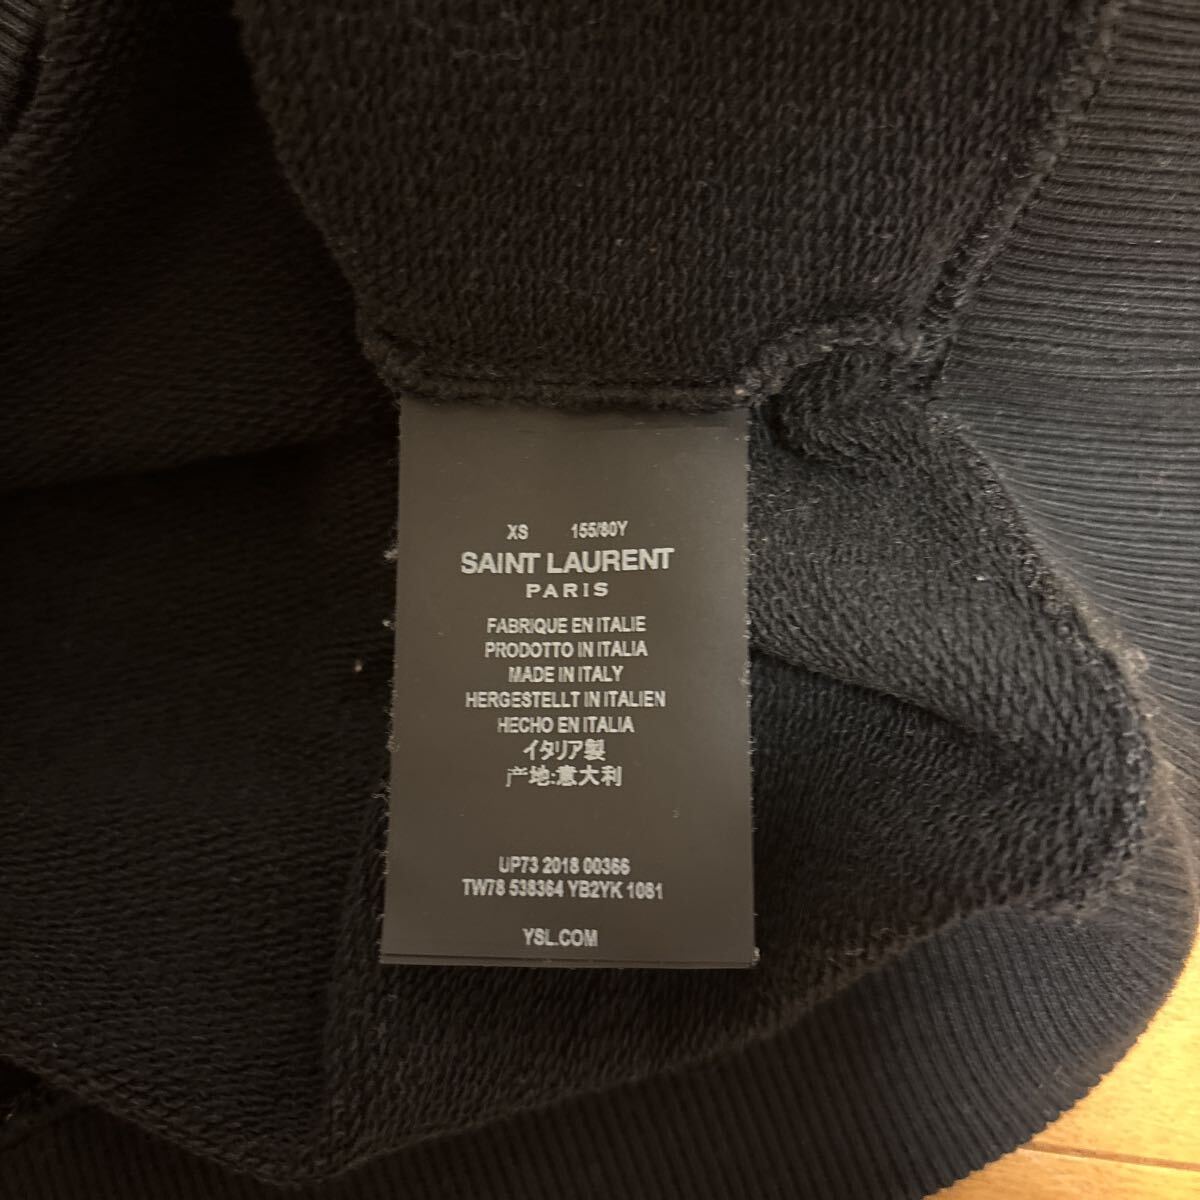 XS 155/80Y
SAINT LAURENT
PARIS
FABRIQUE EN ITALIE
PRODOTTO IN ITALIA
MADE IN ITALY
HERGESTELLT IN ITALIEN
HECHO EN ITALIA
イタリア製
产地:意大利
UP73 2018 00366
TW78 538364 YB2YK 1081
YSL.COM